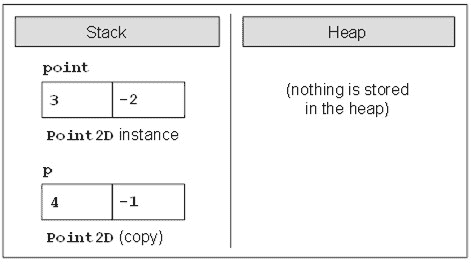 Stack
Heap
point
3 -2
Point2D instance
(nothing is stored
in the heap)
p
4 -1
Point2D (copy)